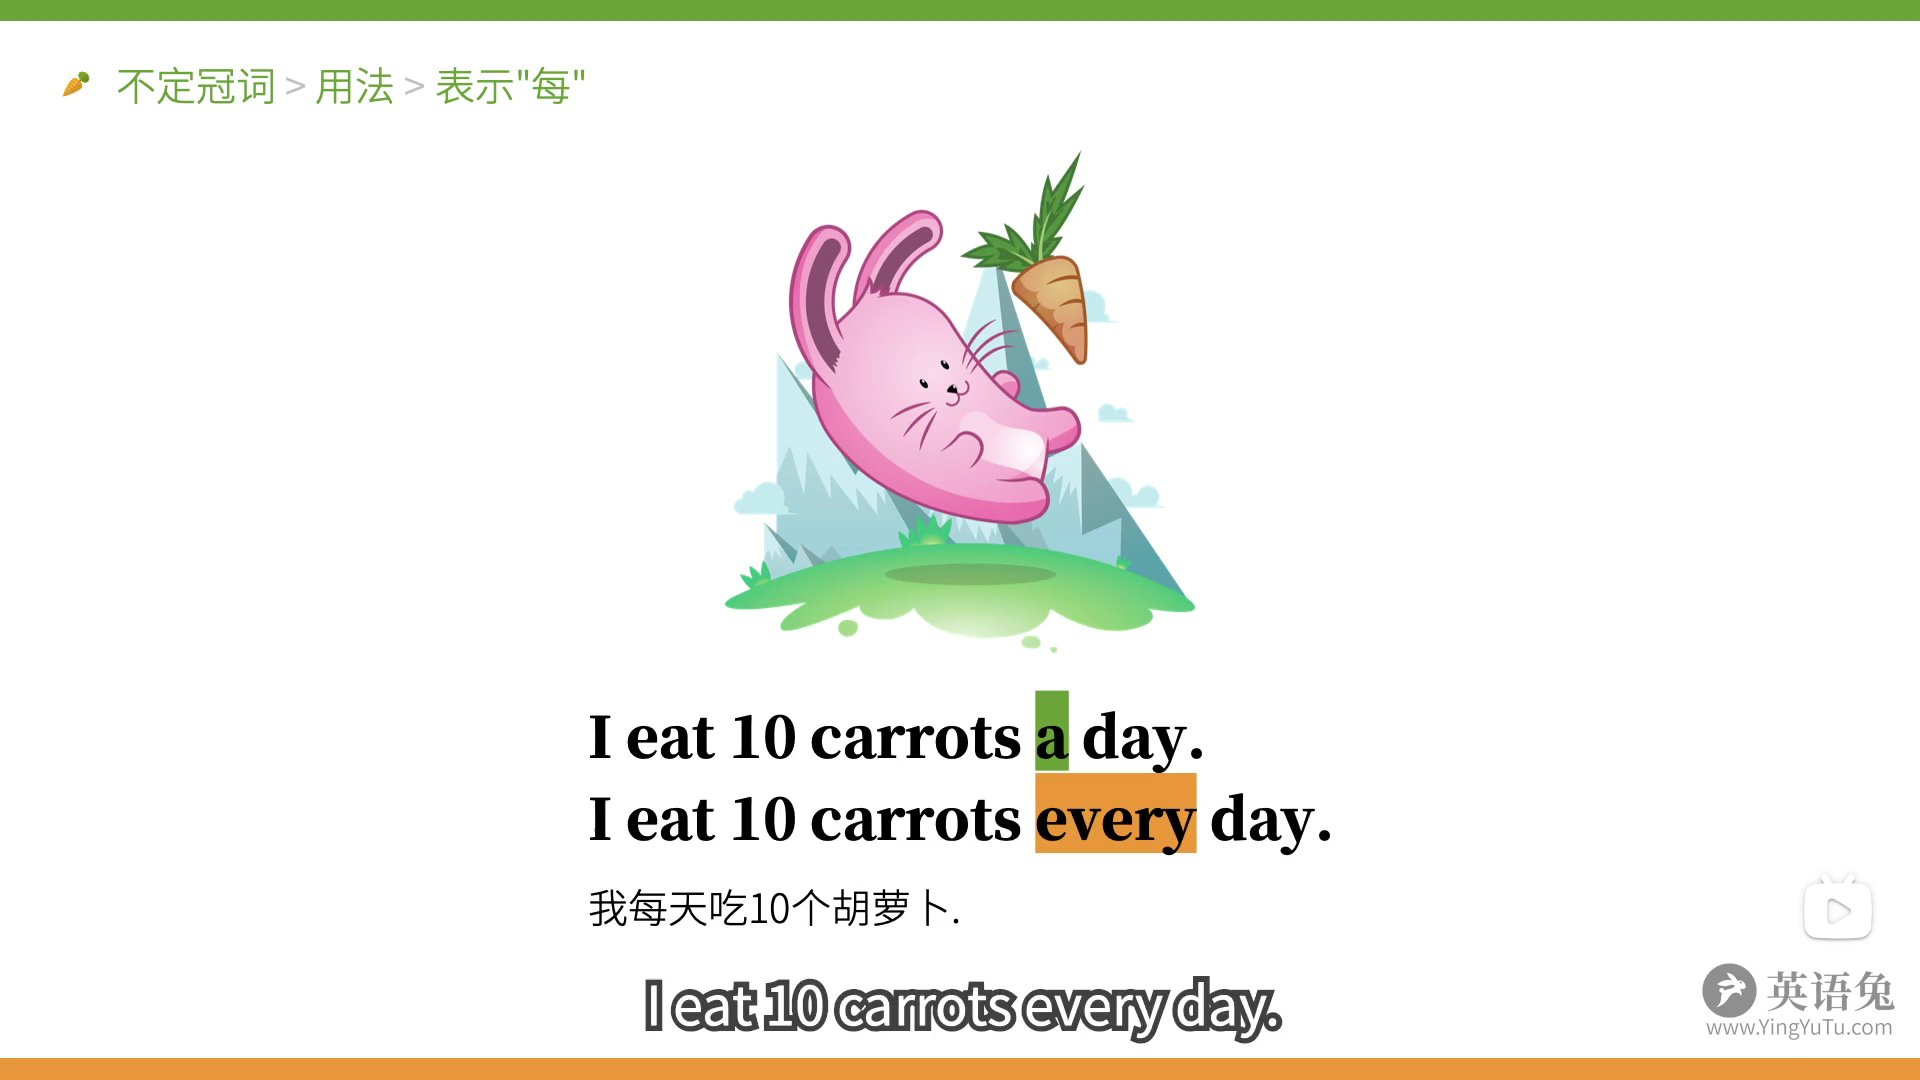 不定冠词 > 用法 > 表示"每"
I eat 10 carrots a day.
I eat 10 carrots every day.
我每天吃10个胡萝卜.
I eat 10 carrots every day.
英语兔
www.YingYuTu.com